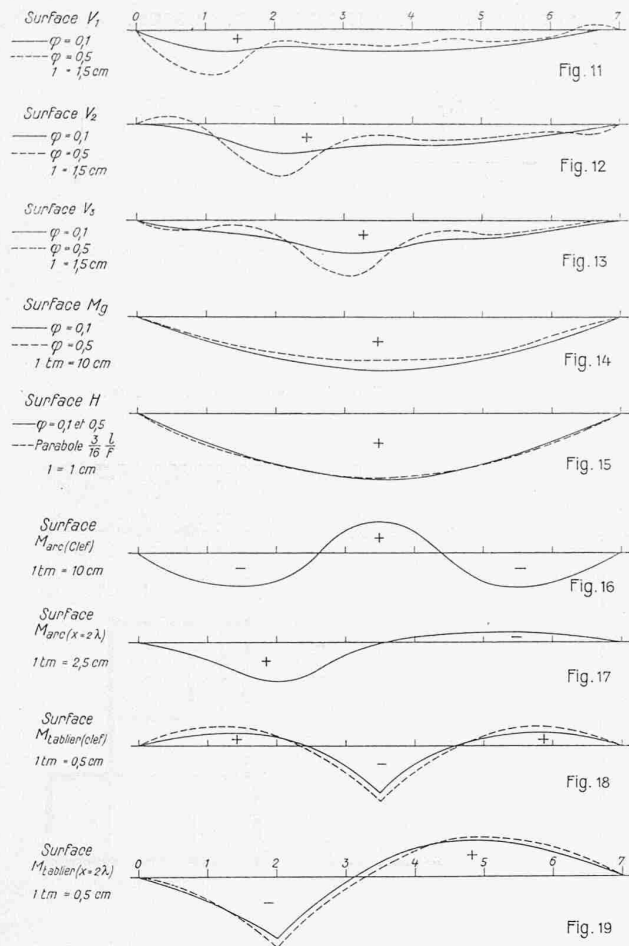 Surface V₁
0 1 2 3 4 5 6 7
φ = 0,1
+
φ = 0,5
1 = 1,5 cm
Fig. 11
Surface V₂
φ = 0,1
+
φ = 0,5
1 = 1,5 cm
Fig. 12
Surface V₃
φ = 0,1
+
φ = 0,5
1 = 1,5 cm
Fig. 13
Surface Mg
φ = 0,1
φ = 0,5
+
1 tm = 10 cm
Fig. 14
Surface H
φ = 0,1 et 0,5
Parabole 3/16 l/f
+
1 = 1 cm
Fig. 15
Surface
M arc (Clef)
+
1 tm = 10 cm
− −
Fig. 16
Surface
M arc (x = 2λ)
−
1 tm = 2,5 cm
+
Fig. 17
Surface
M tablier (clef)
+ +
1 tm = 0,5 cm
−
Fig. 18
Surface
0 1 2 3 4 5 6 7
M tablier (x = 2λ)
+
1 tm = 0,5 cm
−
Fig. 19